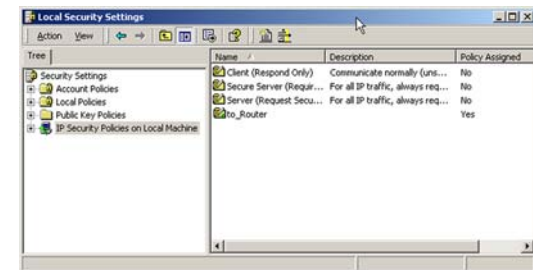 Local Security Settings
Action View
Tree
Name Description Policy Assigned
Security Settings
Account Policies
Local Policies
Public Key Policies
IP Security Policies on Local Machine
Client (Respond Only) Communicate normally (uns... No
Secure Server (Requir... For all IP traffic, always req... No
Server (Request Secu... For all IP traffic, always req... No
to_Router Yes